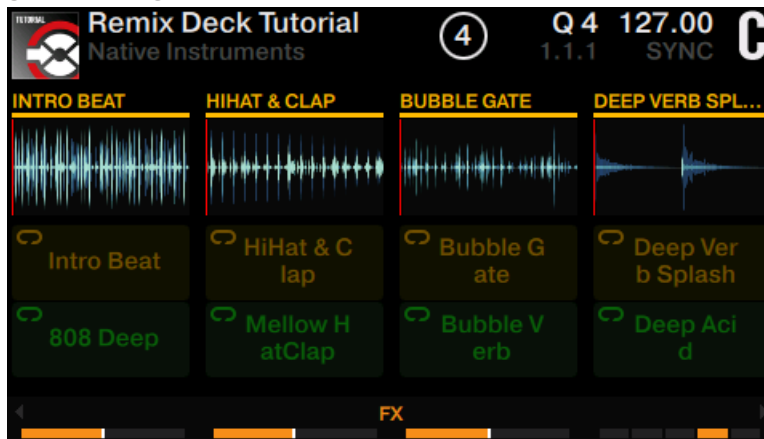 TUTORIAL
Remix Deck Tutorial
Native Instruments
4
Q 4 127.00
1.1.1 SYNC
C
INTRO BEAT HIHAT & CLAP BUBBLE GATE DEEP VERB SPL...
Intro Beat
HiHat & C
lap
Bubble G
ate
Deep Ver
b Splash
808 Deep
Mellow H
atClap
Bubble V
erb
Deep Aci
d
FX